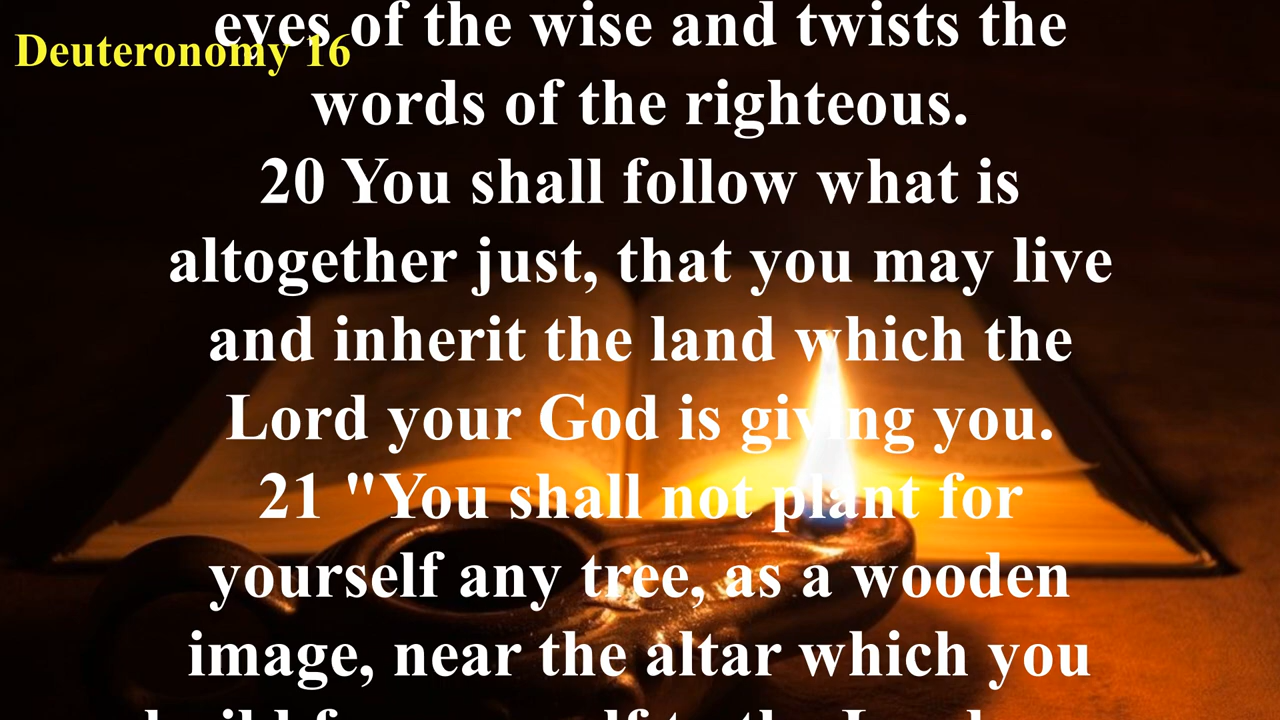 Deuteronomy 16
eyes of the wise and twists the
words of the righteous.
20 You shall follow what is
altogether just, that you may live
and inherit the land which the
Lord your God is giving you.
21 "You shall not plant for
yourself any tree, as a wooden
image, near the altar which you